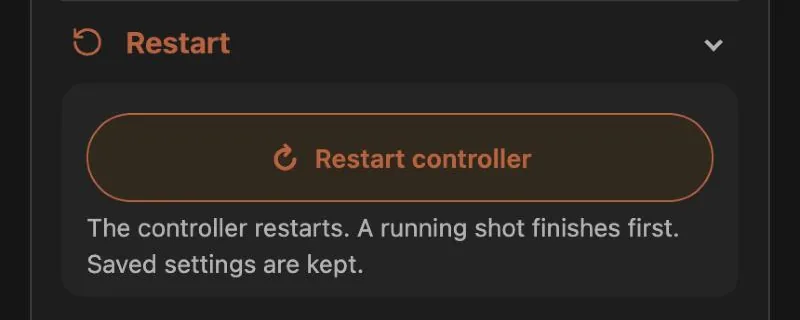 Restart
Restart controller
The controller restarts. A running shot finishes first.
Saved settings are kept.